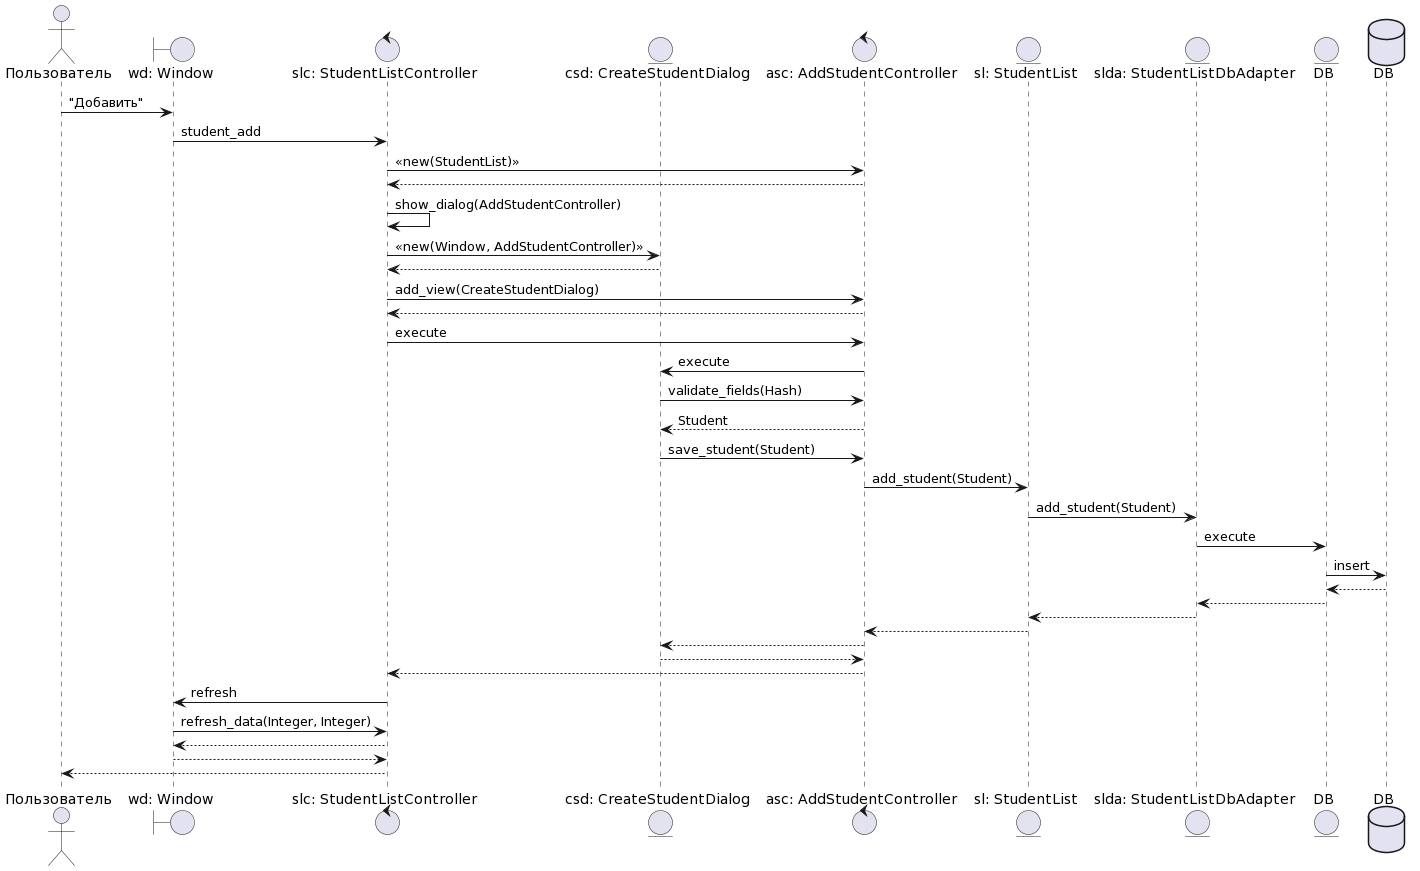 Пользователь
wd: Window
slc: StudentListController
csd: CreateStudentDialog
asc: AddStudentController
sl: StudentList
slda: StudentListDbAdapter
DB
DB
"Добавить"
student_add
«new(StudentList)»
show_dialog(AddStudentController)
«new(Window, AddStudentController)»
add_view(CreateStudentDialog)
execute
execute
validate_fields(Hash)
Student
save_student(Student)
add_student(Student)
add_student(Student)
execute
insert
refresh
refresh_data(Integer, Integer)
Пользователь
wd: Window
slc: StudentListController
csd: CreateStudentDialog
asc: AddStudentController
sl: StudentList
slda: StudentListDbAdapter
DB
DB